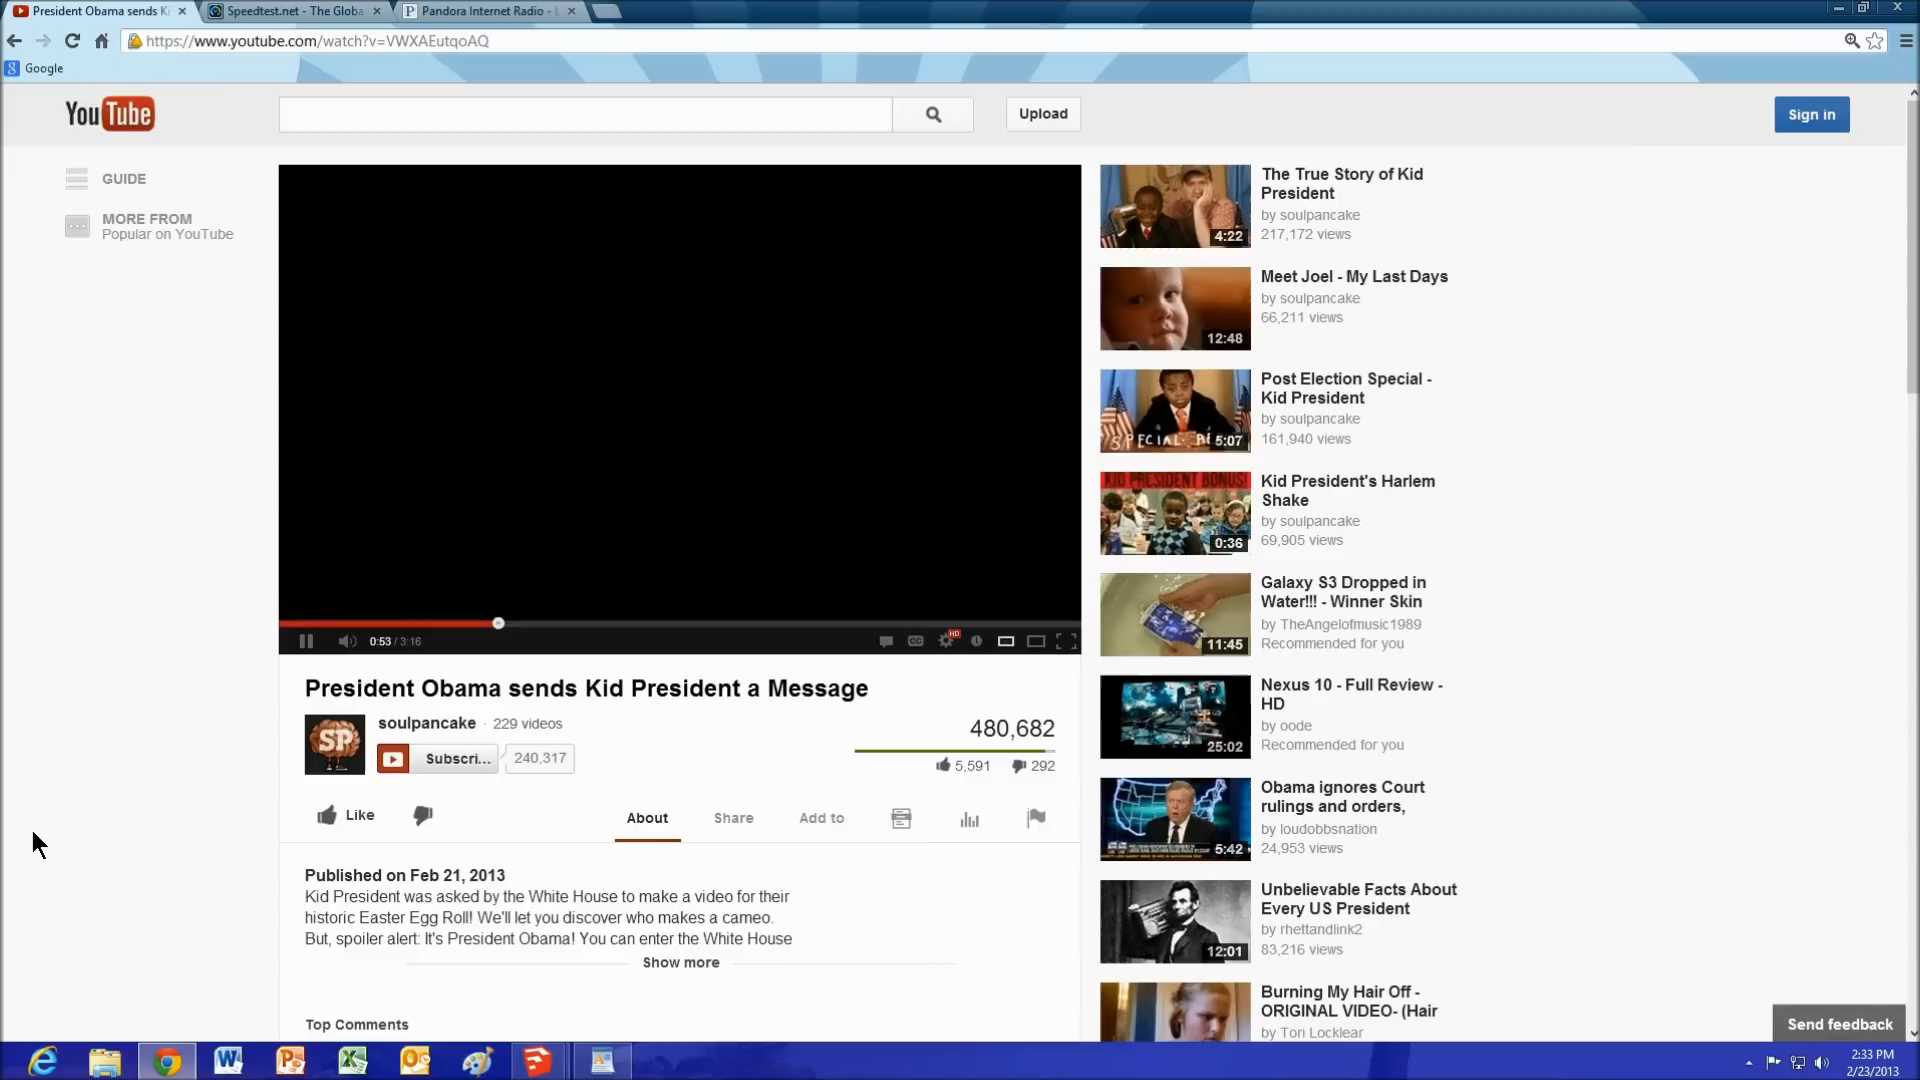 President Obama sends K
Speedtest.net - The Globa
Pandora Internet Radio - L
https://www.youtube.com/watch?v=VWXAEutqoAQ
Google
YouTube
Upload
Sign in
GUIDE
MORE FROM
Popular on YouTube
0:53 / 3:16
CC
HD
President Obama sends Kid President a Message
SP
soulpancake · 229 videos
Subscri...
240,317
480,682
5,591
292
Like
About
Share
Add to
Published on Feb 21, 2013
Kid President was asked by the White House to make a video for their
historic Easter Egg Roll! We'll let you discover who makes a cameo.
But, spoiler alert: It's President Obama! You can enter the White House
Show more
Top Comments
4:22
The True Story of Kid
President
by soulpancake
217,172 views
12:48
Meet Joel - My Last Days
by soulpancake
66,211 views
SPECIAL
5:07
Post Election Special -
Kid President
by soulpancake
161,940 views
KID PRESIDENT BONUS!
0:36
Kid President's Harlem
Shake
by soulpancake
69,905 views
11:45
Galaxy S3 Dropped in
Water!!! - Winner Skin
by TheAngelofmusic1989
Recommended for you
25:02
Nexus 10 - Full Review -
HD
by oode
Recommended for you
5:42
Obama ignores Court
rulings and orders,
by loudobbsnation
24,953 views
12:01
Unbelievable Facts About
Every US President
by rhettandlink2
83,216 views
Burning My Hair Off -
ORIGINAL VIDEO- (Hair
by Tori Locklear
Send feedback
2:33 PM
2/23/2013